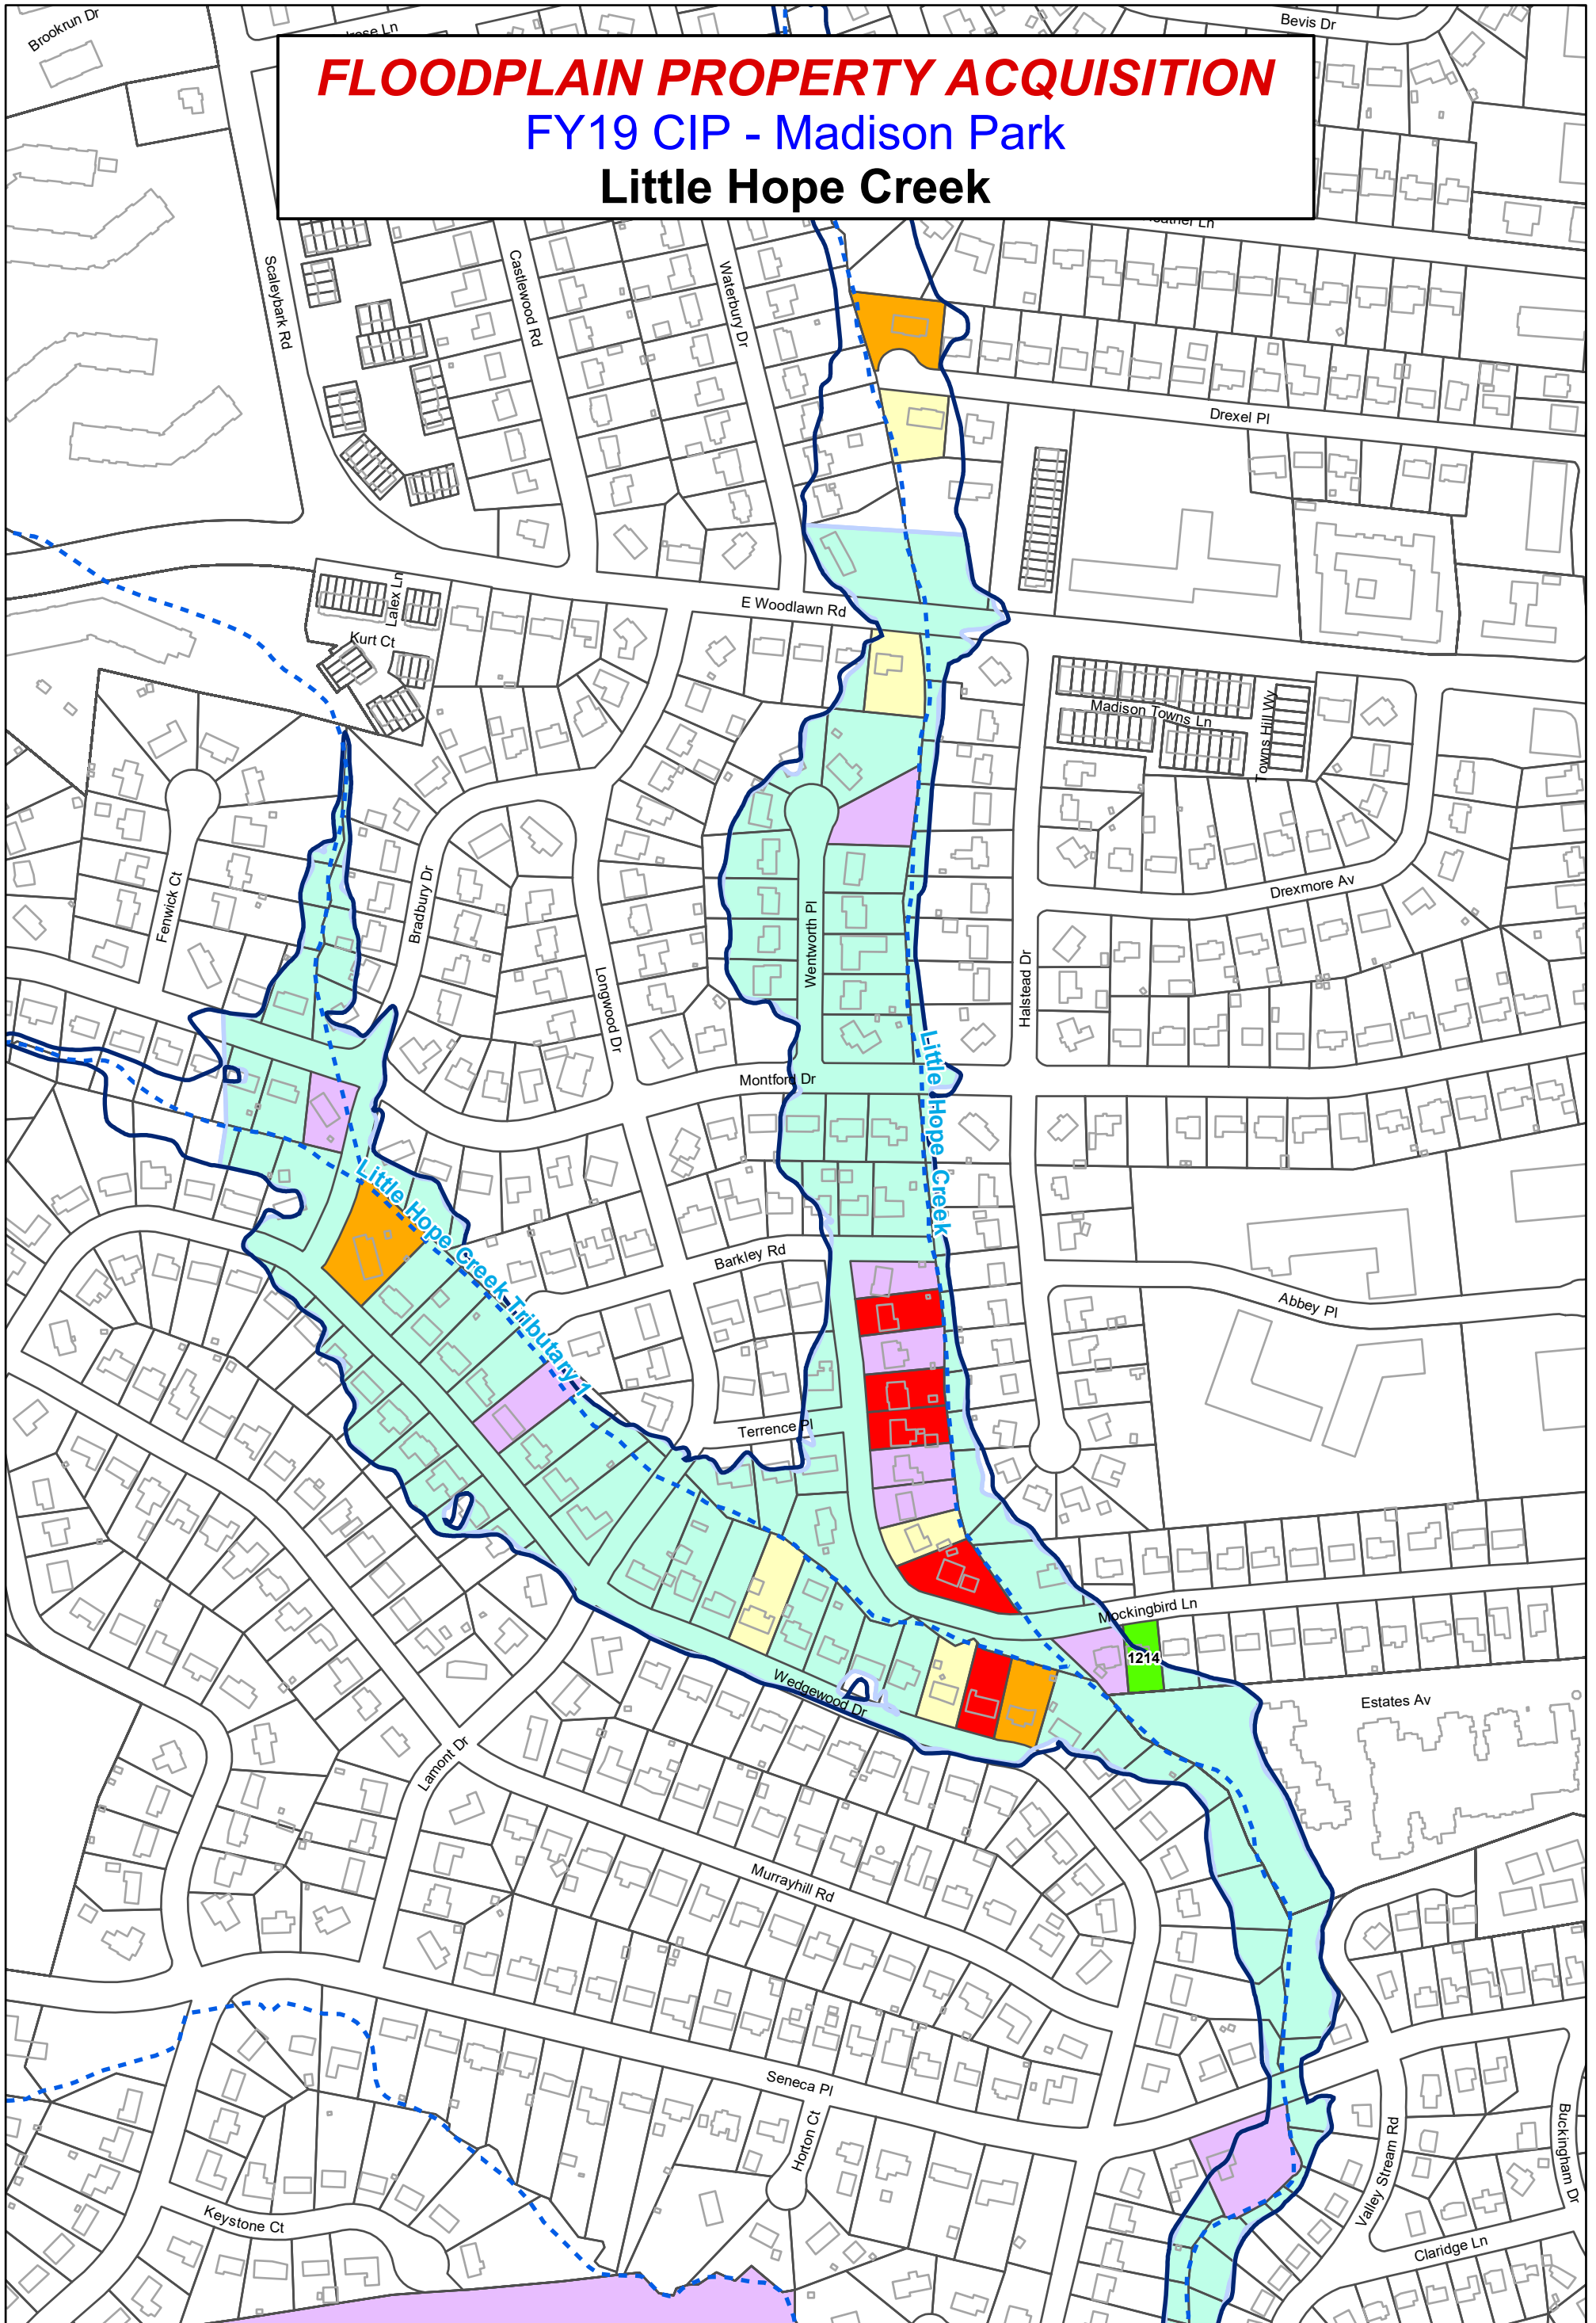 Brookrun Dr
Bevis Dr
FLOODPLAIN PROPERTY ACQUISITION
FY19 CIP - Madison Park
Little Hope Creek
Scaleybark Rd
Castlewood Rd
Waterbury Dr
Drexel Pl
E Woodlawn Rd
Lalex Ln
Kurt Ct
Madison Towns Ln
Towns Hill Wy
Fenwick Ct
Bradbury Dr
Longwood Dr
Wentworth Pl
Halstead Dr
Drexmore Av
Montford Dr
Little Hope Creek
Little Hope Creek Tributary 1
Barkley Rd
Abbey Pl
Terrence Pl
Mockingbird Ln
1214
Wedgewood Dr
Estates Av
Lamont Dr
Murrayhill Rd
Seneca Pl
Horton Ct
Keystone Ct
Valley Stream Rd
Buckingham Dr
Claridge Ln